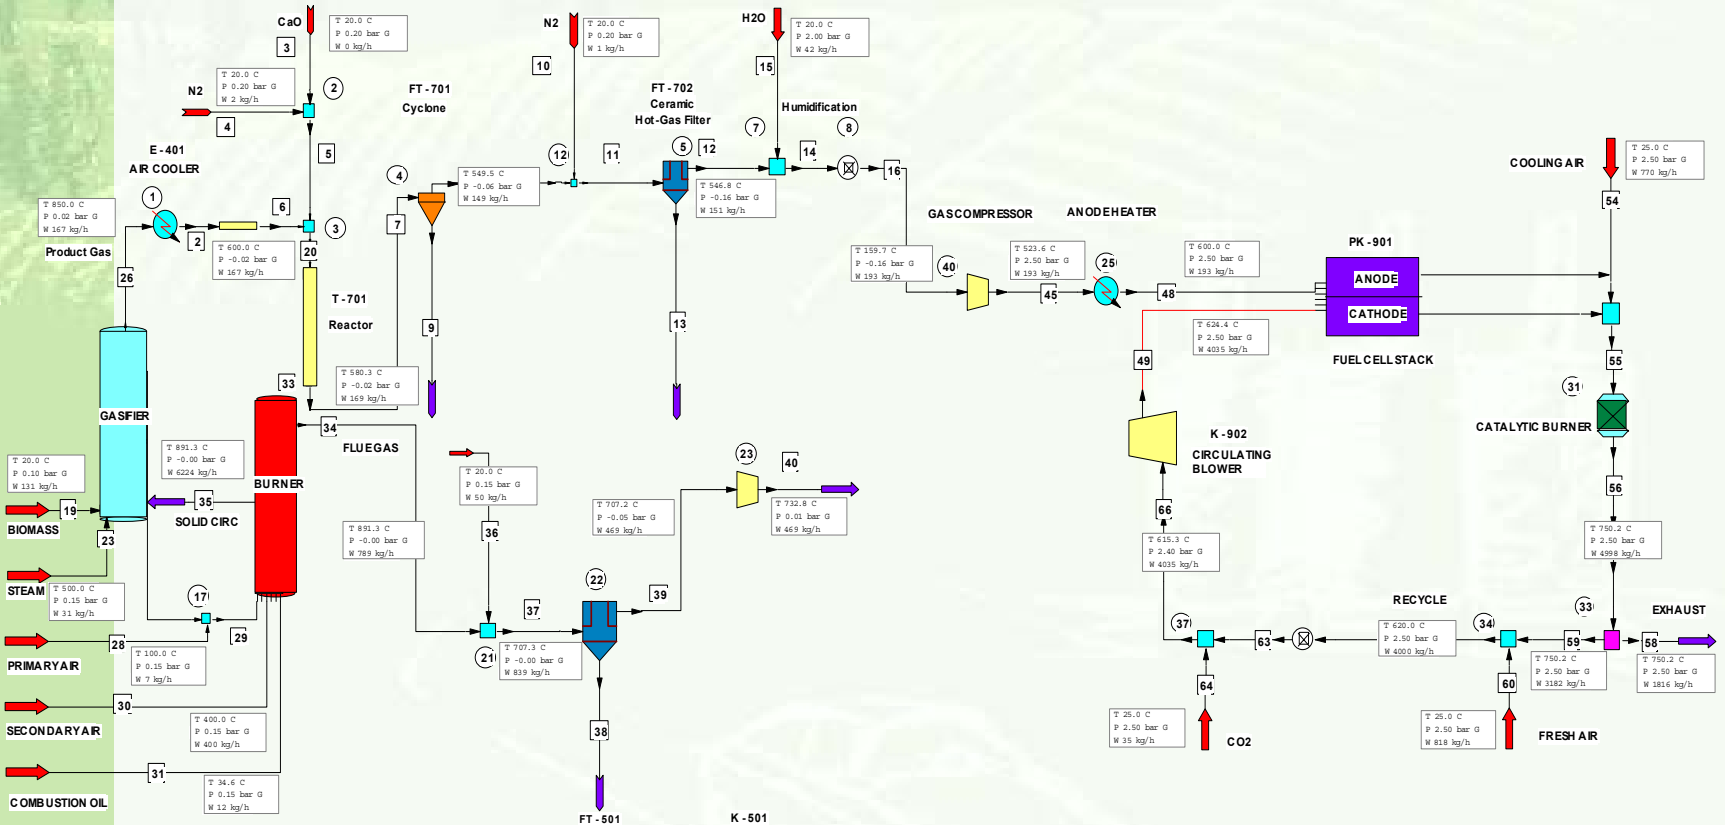 CaO
T 20.0 C
P 0.20 bar G
W 0 kg/h
3
N2
T 20.0 C
P 0.20 bar G
W 1 kg/h
10
H2O
T 20.0 C
P 2.00 bar G
W 42 kg/h
15
T 20.0 C
P 0.20 bar G
W 2 kg/h
N2
4
2
5
FT-701
Cyclone
FT-702
Ceramic
Hot-Gas Filter
Humidification
E-401
AIR COOLER
1
T 850.0 C
P 0.02 bar G
W 167 kg/h
Product Gas
26
2
6
3
T 600.0 C
P -0.02 bar G
W 167 kg/h
20
T-701
Reactor
4
7
T 549.5 C
P -0.06 bar G
W 149 kg/h
12
11
5
12
7
14
8
16
T 546.8 C
P -0.16 bar G
W 151 kg/h
9
13
T 580.3 C
P -0.02 bar G
W 169 kg/h
GAS COMPRESSOR
ANODE HEATER
T 159.7 C
P -0.16 bar G
W 193 kg/h
40
T 523.6 C
P 2.50 bar G
W 193 kg/h
45
25
T 600.0 C
P 2.50 bar G
W 193 kg/h
48
PK-901
ANODE
CATHODE
FUEL CELL STACK
T 624.4 C
P 2.50 bar G
W 4035 kg/h
49
COOLING AIR
T 25.0 C
P 2.50 bar G
W 770 kg/h
54
55
31
CATALYTIC BURNER
56
T 750.2 C
P 2.50 bar G
W 4998 kg/h
K-902
CIRCULATING
BLOWER
66
T 615.3 C
P 2.40 bar G
W 4035 kg/h
GASIFIER
33
BURNER
34
FLUE GAS
T 891.3 C
P -0.00 bar G
W 6224 kg/h
35
SOLID CIRC
T 20.0 C
P 0.10 bar G
W 131 kg/h
19
BIOMASS
23
STEAM
T 500.0 C
P 0.15 bar G
W 31 kg/h
17
29
28
PRIMARY AIR
T 100.0 C
P 0.15 bar G
W 7 kg/h
30
SECONDARY AIR
T 400.0 C
P 0.15 bar G
W 400 kg/h
31
COMBUSTION OIL
T 34.6 C
P 0.15 bar G
W 12 kg/h
T 20.0 C
P 0.15 bar G
W 50 kg/h
36
T 891.3 C
P -0.00 bar G
W 789 kg/h
37
21
T 707.3 C
P -0.00 bar G
W 839 kg/h
22
39
38
FT-501
T 707.2 C
P -0.05 bar G
W 469 kg/h
23
40
T 732.8 C
P 0.01 bar G
W 469 kg/h
K-501
37
63
RECYCLE
T 620.0 C
P 2.50 bar G
W 4000 kg/h
34
59
33
58
EXHAUST
T 750.2 C
P 2.50 bar G
W 3182 kg/h
T 750.2 C
P 2.50 bar G
W 1816 kg/h
64
T 25.0 C
P 2.50 bar G
W 35 kg/h
CO2
60
T 25.0 C
P 2.50 bar G
W 818 kg/h
FRESH AIR